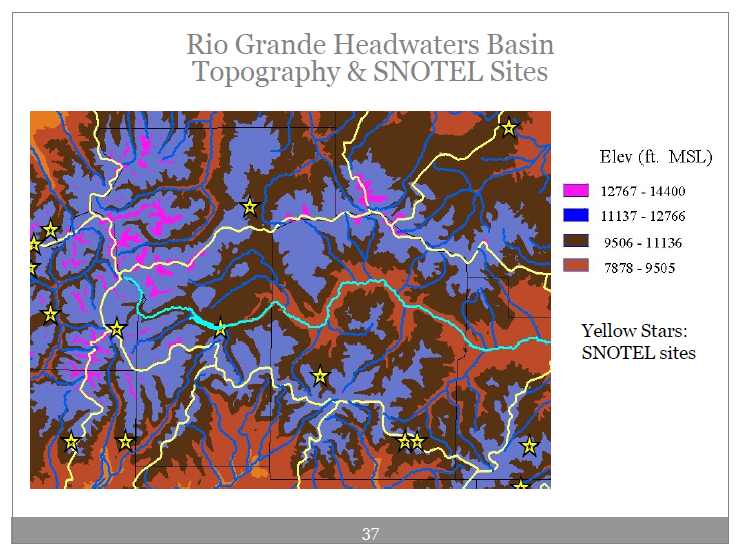 Rio Grande Headwaters Basin
Topography & SNOTEL Sites
Elev (ft. MSL)
12767 - 14400
11137 - 12766
9506 - 11136
7878 - 9505
Yellow Stars:
SNOTEL sites
37